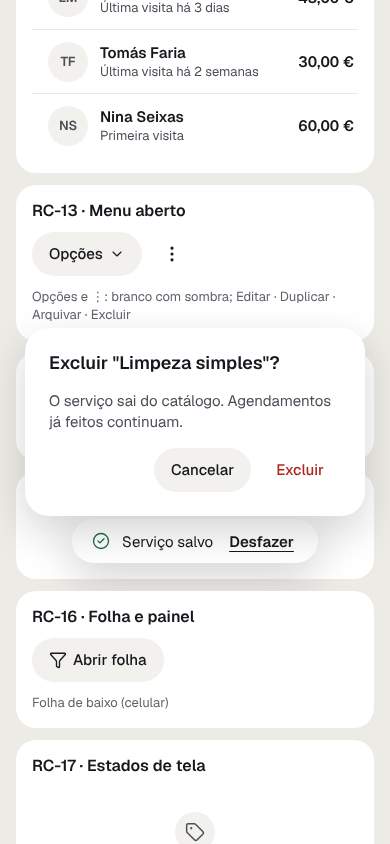 Última visita há 3 dias
TF
Tomás Faria
Última visita há 2 semanas
30,00 €
NS
Nina Seixas
Primeira visita
60,00 €
RC-13 · Menu aberto
Opções
Opções e ⋮: branco com sombra; Editar · Duplicar ·
Arquivar · Excluir
Excluir "Limpeza simples"?
O serviço sai do catálogo. Agendamentos
já feitos continuam.
Cancelar
Excluir
Serviço salvo
Desfazer
RC-16 · Folha e painel
Abrir folha
Folha de baixo (celular)
RC-17 · Estados de tela